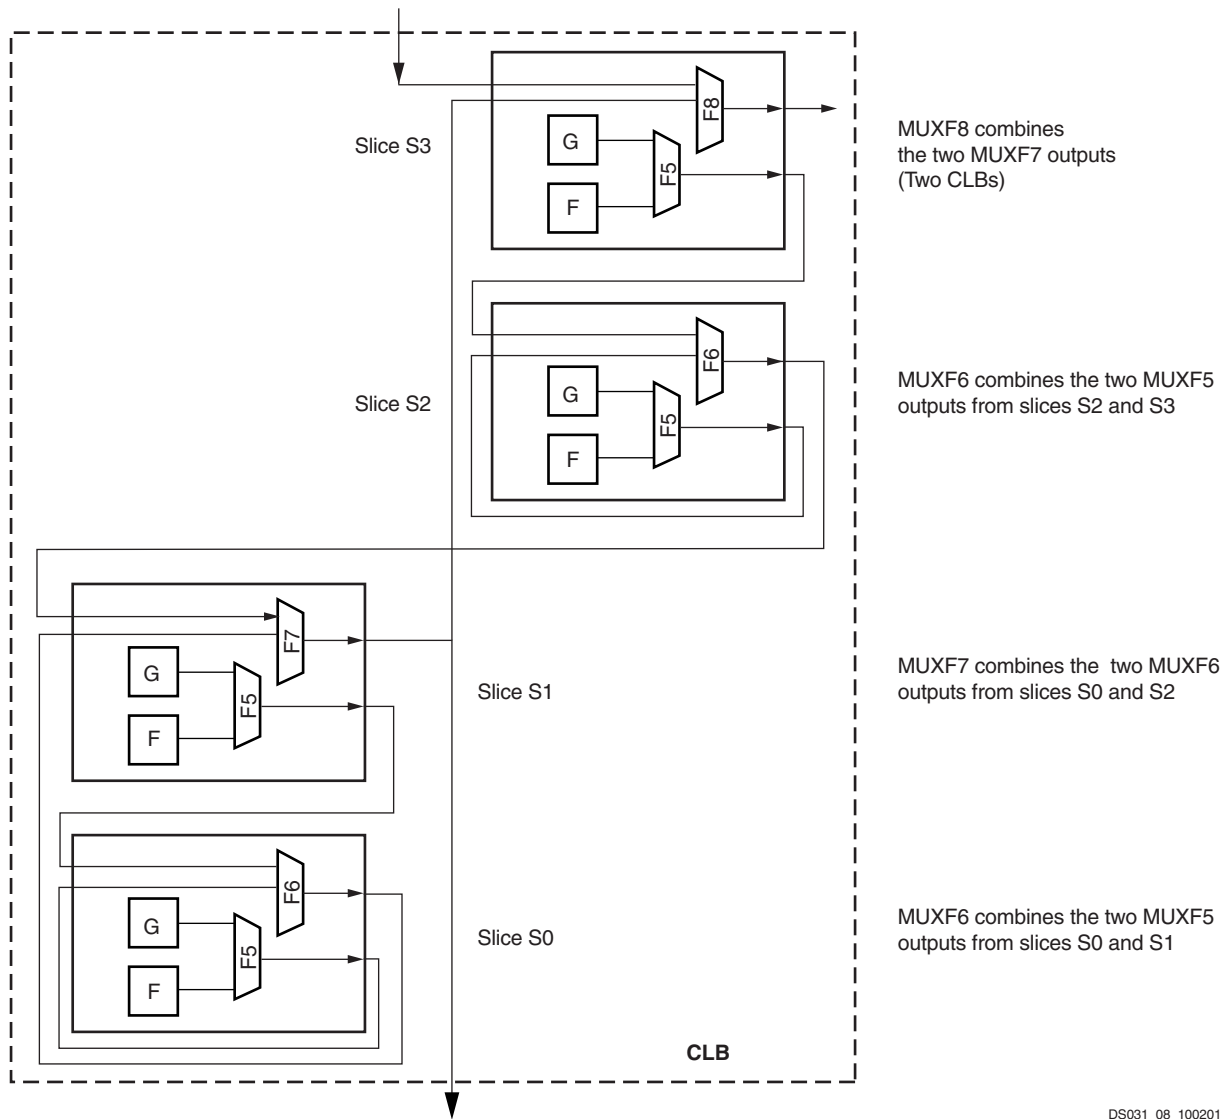 F8
Slice S3
G
F5
F
MUXF8 combines
the two MUXF7 outputs
(Two CLBs)
F6
Slice S2
G
F5
F
MUXF6 combines the two MUXF5
outputs from slices S2 and S3
F7
G
F5
F
Slice S1
MUXF7 combines the two MUXF6
outputs from slices S0 and S2
F6
G
F5
F
Slice S0
MUXF6 combines the two MUXF5
outputs from slices S0 and S1
CLB
DS031_08_100201